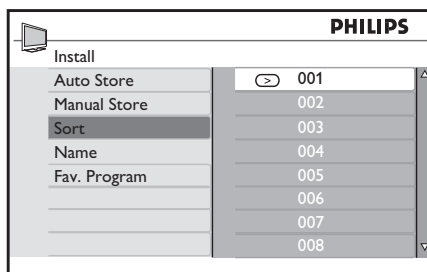 PHILIPS
Install
Auto Store
Manual Store
Sort
Name
Fav. Program
001
002
003
004
005
006
007
008